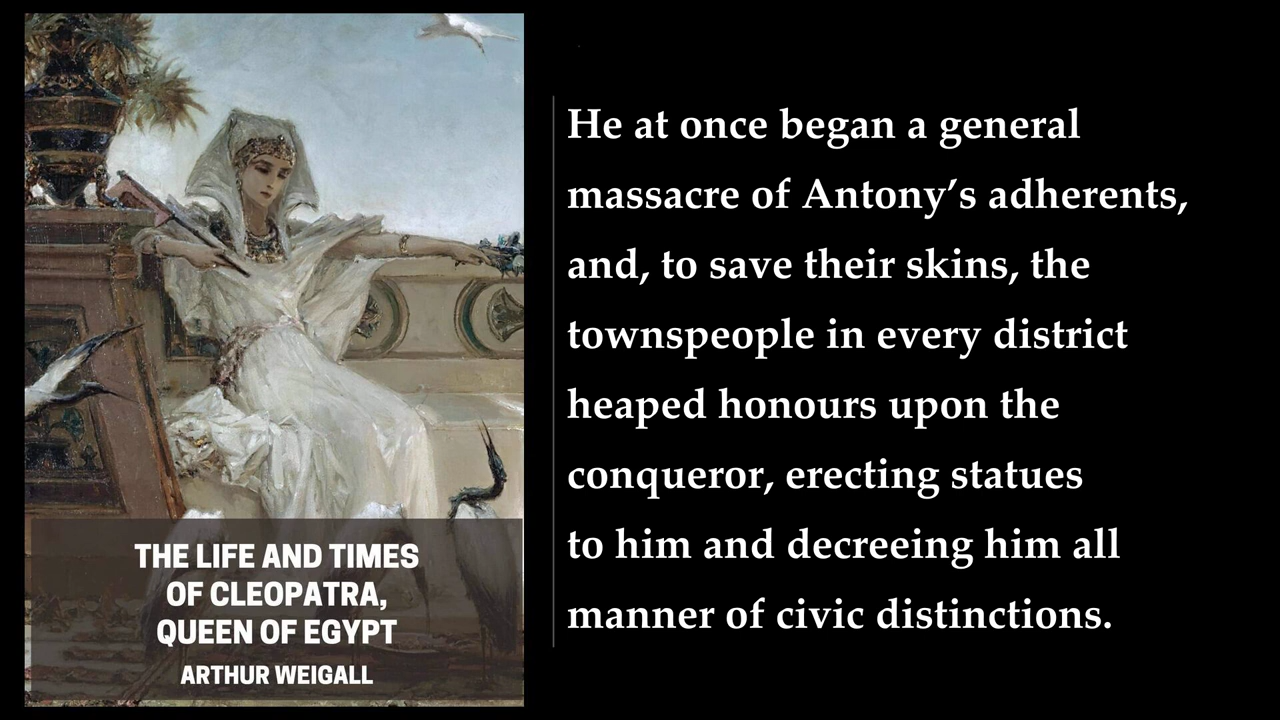 THE LIFE AND TIMES
OF CLEOPATRA,
QUEEN OF EGYPT
ARTHUR WEIGALL
He at once began a general
massacre of Antony’s adherents,
and, to save their skins, the
townspeople in every district
heaped honours upon the
conqueror, erecting statues
to him and decreeing him all
manner of civic distinctions.